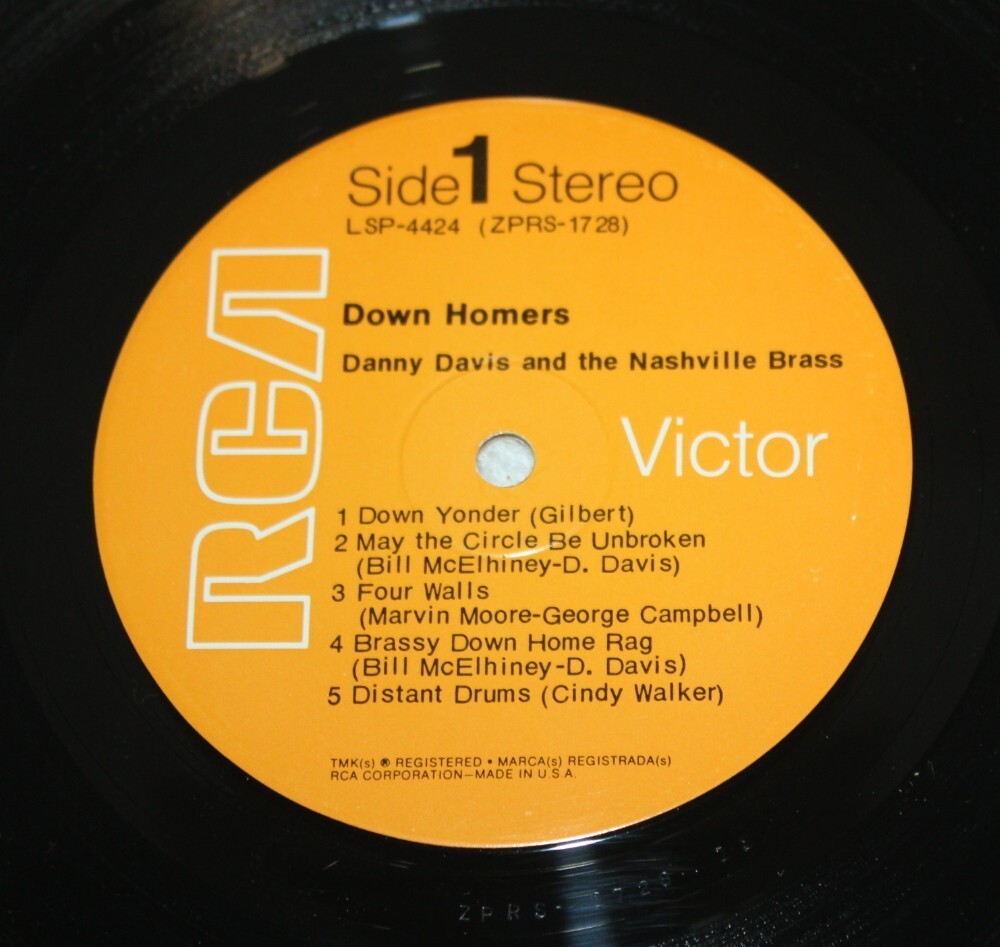 Side 1 Stereo
LSP-4424 (ZPRS-1728)
RCA
Down Homers
Danny Davis and the Nashville Brass
Victor
1 Down Yonder (Gilbert)
2 May the Circle Be Unbroken
(Bill McElhiney-D. Davis)
3 Four Walls
(Marvin Moore-George Campbell)
4 Brassy Down Home Rag
(Bill McElhiney-D. Davis)
5 Distant Drums (Cindy Walker)
TMK(s) ® REGISTERED • MARCA(s) REGISTRADA(s)
RCA CORPORATION—MADE IN U.S.A.